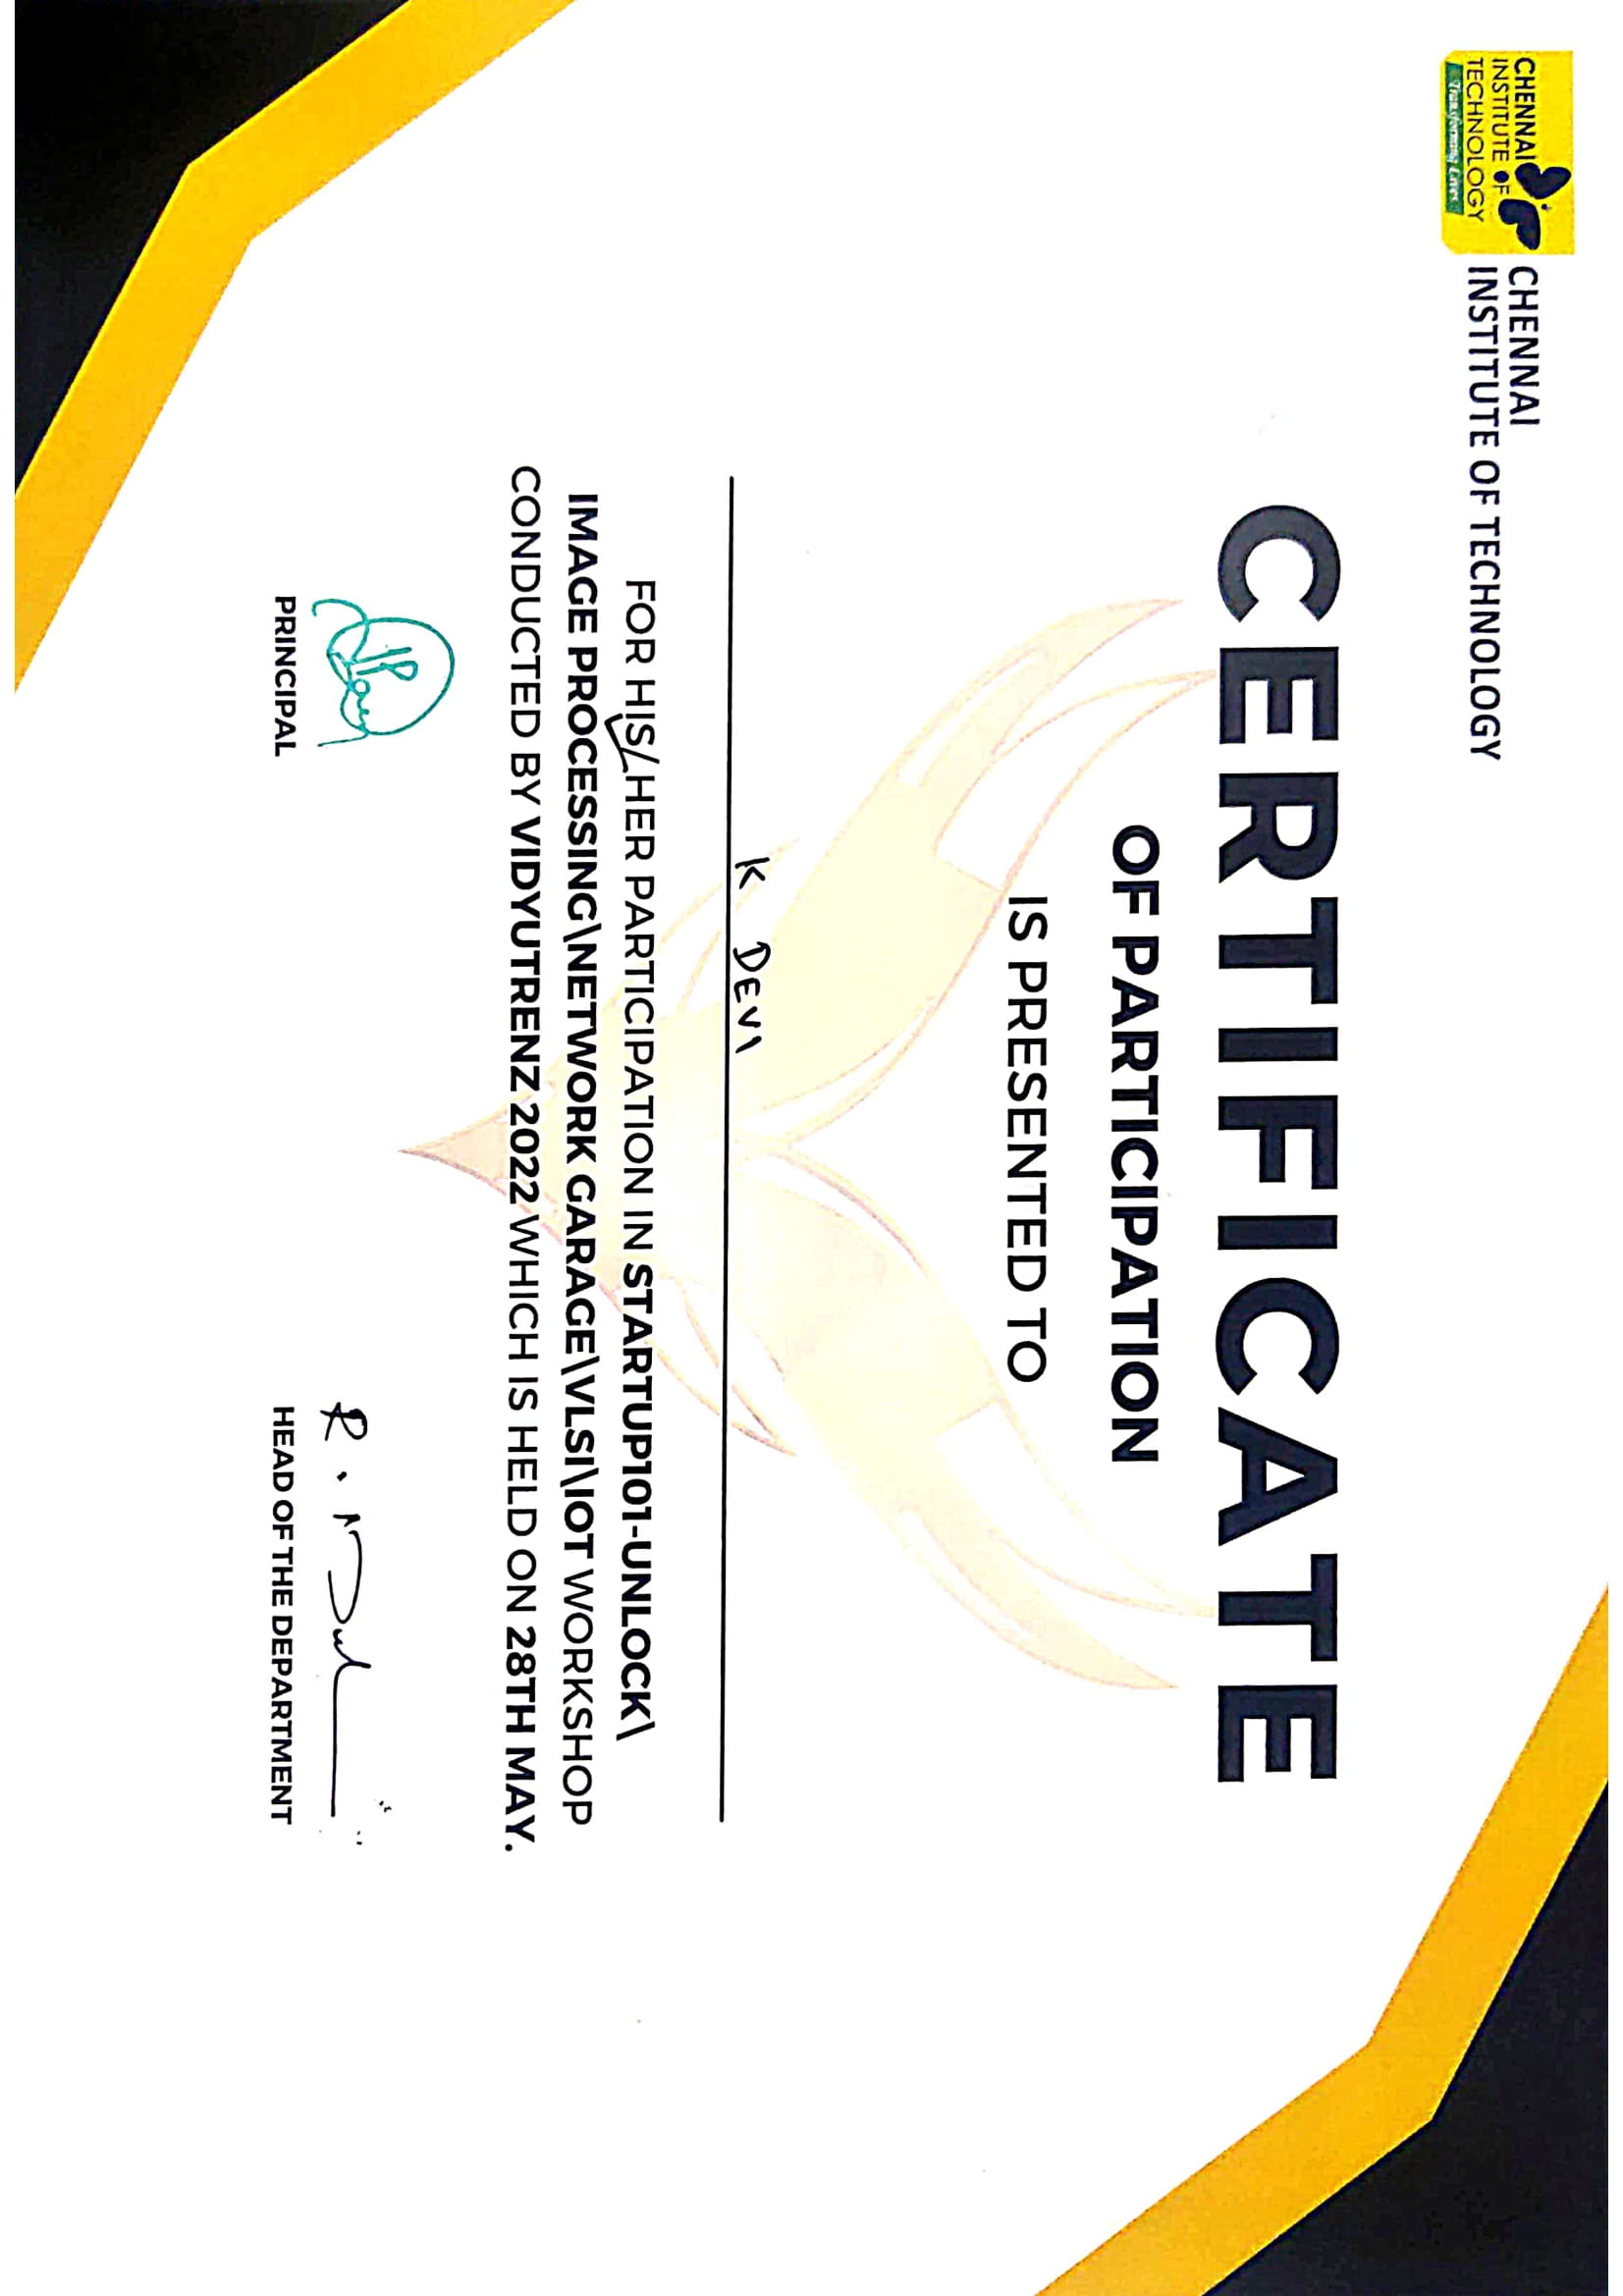 CHENNAI
INSTITUTE OF
TECHNOLOGY
Transforming Lives
CHENNAI
INSTITUTE OF TECHNOLOGY
CERTIFICATE
OF PARTICIPATION
IS PRESENTED TO
K DEVI
FOR HIS/HER PARTICIPATION IN STARTUP101-UNLOCK\
IMAGE PROCESSING\NETWORK GARAGE\VLSI\IOT WORKSHOP
CONDUCTED BY VIDYUTRENZ 2022 WHICH IS HELD ON 28TH MAY.
PRINCIPAL
HEAD OF THE DEPARTMENT